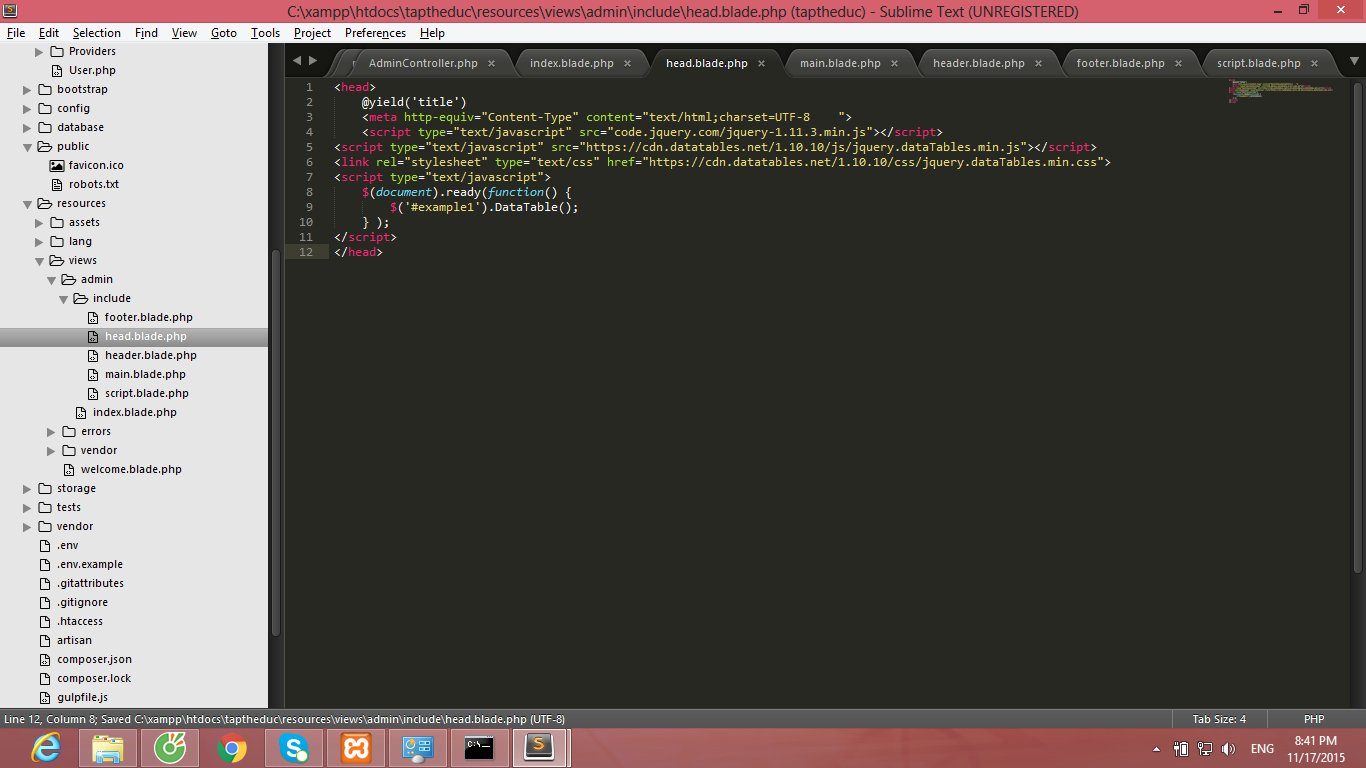 C:\xampp\htdocs\taptheduc\resources\views\admin\include\head.blade.php (taptheduc) - Sublime Text (UNREGISTERED)
File Edit Selection Find View Goto Tools Project Preferences Help
Providers
User.php
bootstrap
config
database
public
favicon.ico
robots.txt
resources
assets
lang
views
admin
include
footer.blade.php
head.blade.php
header.blade.php
main.blade.php
script.blade.php
index.blade.php
errors
vendor
welcome.blade.php
storage
tests
vendor
.env
.env.example
.gitattributes
.gitignore
.htaccess
artisan
composer.json
composer.lock
gulpfile.js
AdminController.php × index.blade.php × head.blade.php × main.blade.php × header.blade.php × footer.blade.php × script.blade.php ×
1 <head>
2     @yield('title')
3     <meta http-equiv="Content-Type" content="text/html;charset=UTF-8    ">
4     <script type="text/javascript" src="code.jquery.com/jquery-1.11.3.min.js"></script>
5 <script type="text/javascript" src="https://cdn.datatables.net/1.10.10/js/jquery.dataTables.min.js"></script>
6 <link rel="stylesheet" type="text/css" href="https://cdn.datatables.net/1.10.10/css/jquery.dataTables.min.css">
7 <script type="text/javascript">
8     $(document).ready(function() {
9         $('#example1').DataTable();
10     } );
11 </script>
12 </head>
Line 12, Column 8; Saved C:\xampp\htdocs\taptheduc\resources\views\admin\include\head.blade.php (UTF-8) Tab Size: 4 PHP
ENG 8:41 PM
11/17/2015